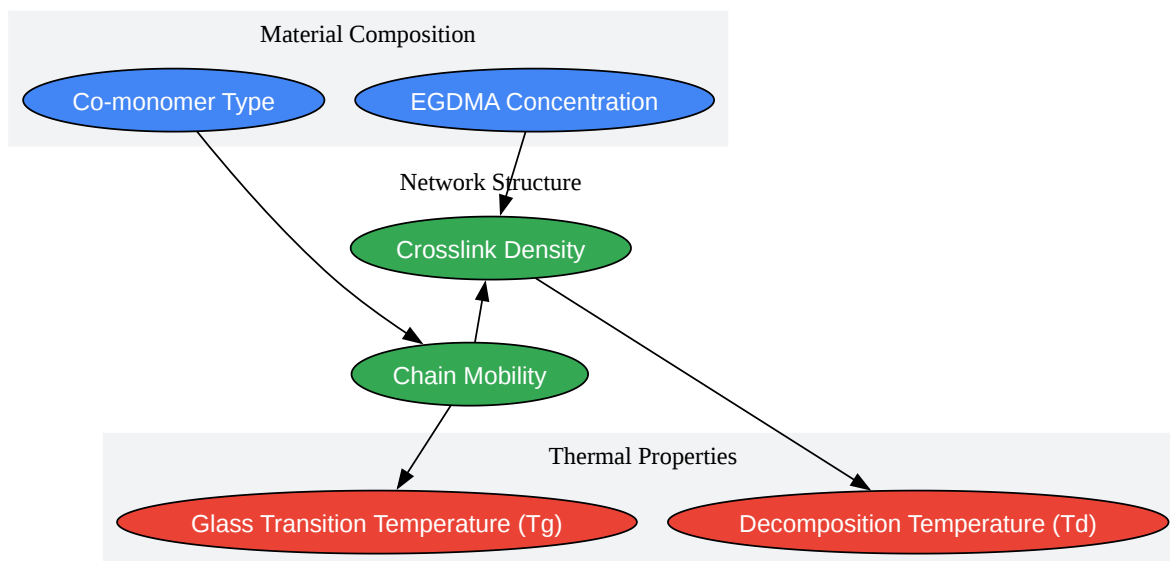 Material Composition
Co-monomer Type
EGDMA Concentration
Network Structure
Crosslink Density
Chain Mobility
Thermal Properties
Glass Transition Temperature (Tg)
Decomposition Temperature (Td)